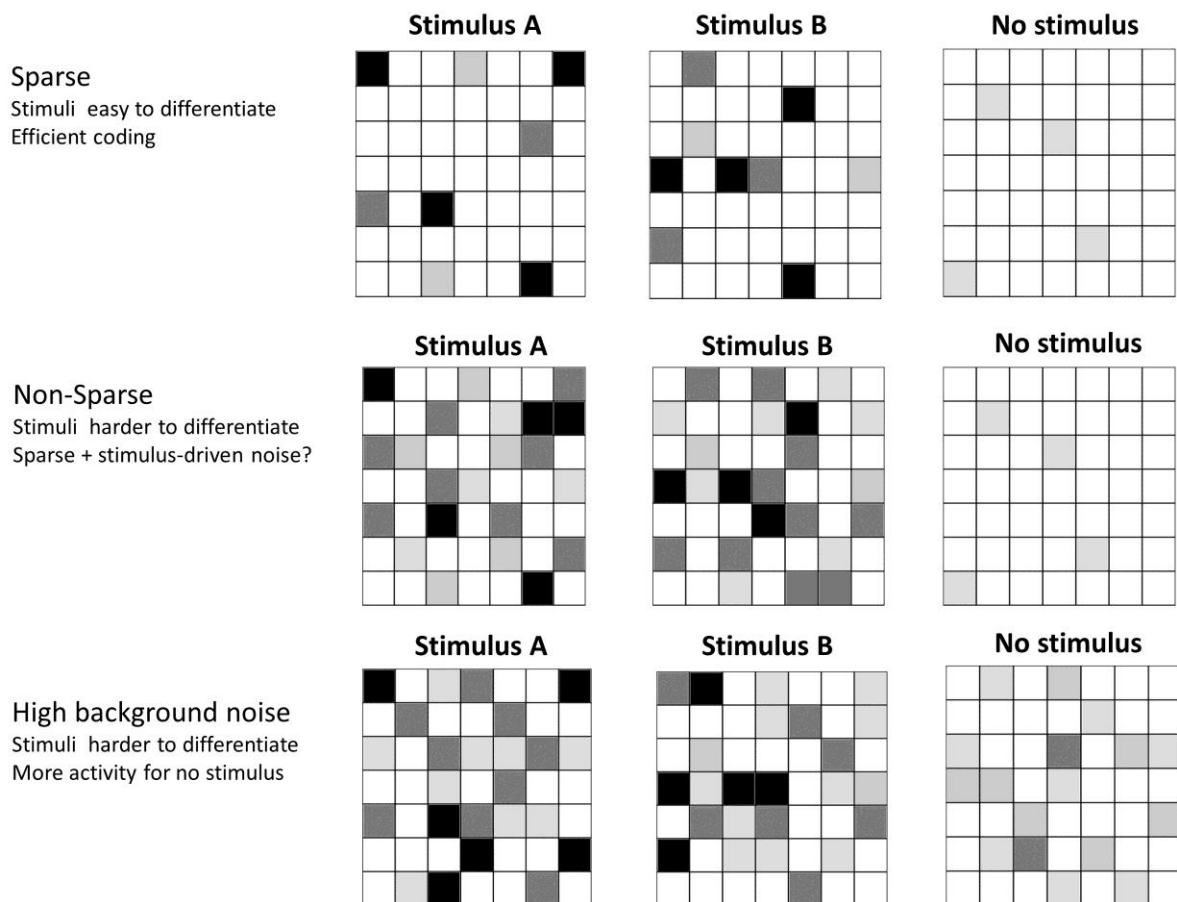 Stimulus A
Stimulus B
No stimulus
Sparse
Stimuli  easy to differentiate
Efficient coding
Stimulus A
Stimulus B
No stimulus
Non-Sparse
Stimuli  harder to differentiate
Sparse + stimulus-driven noise?
Stimulus A
Stimulus B
No stimulus
High background noise
Stimuli  harder to differentiate
More activity for no stimulus